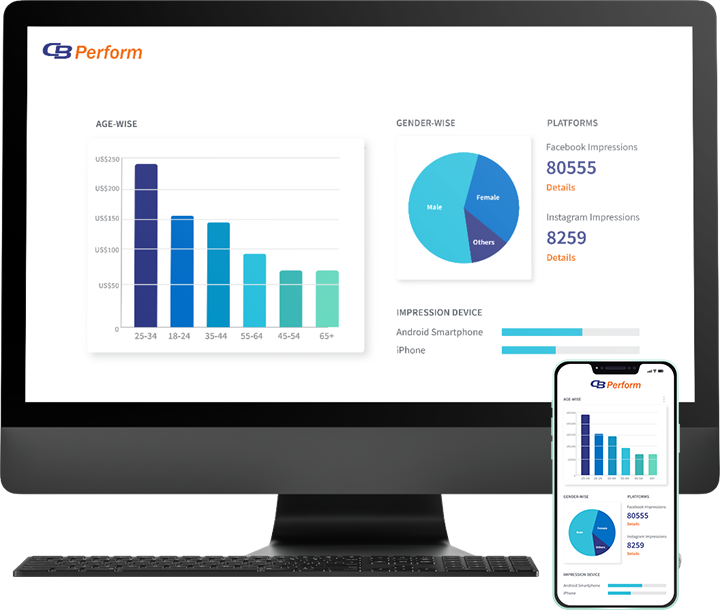 CB Perform
AGE-WISE
US$250
US$200
US$150
US$100
US$50
0
25-34 18-24 35-44 55-64 45-54 65+
GENDER-WISE
Male
Female
Others
PLATFORMS
Facebook Impressions
80555
Details
Instagram Impressions
8259
Details
IMPRESSION DEVICE
Android Smartphone
iPhone
CB Perform
AGE-WISE
GENDER-WISE
Male
Female
Others
PLATFORMS
Facebook Impressions
80555
Details
Instagram Impressions
8259
Details
IMPRESSION DEVICE
Android Smartphone
iPhone